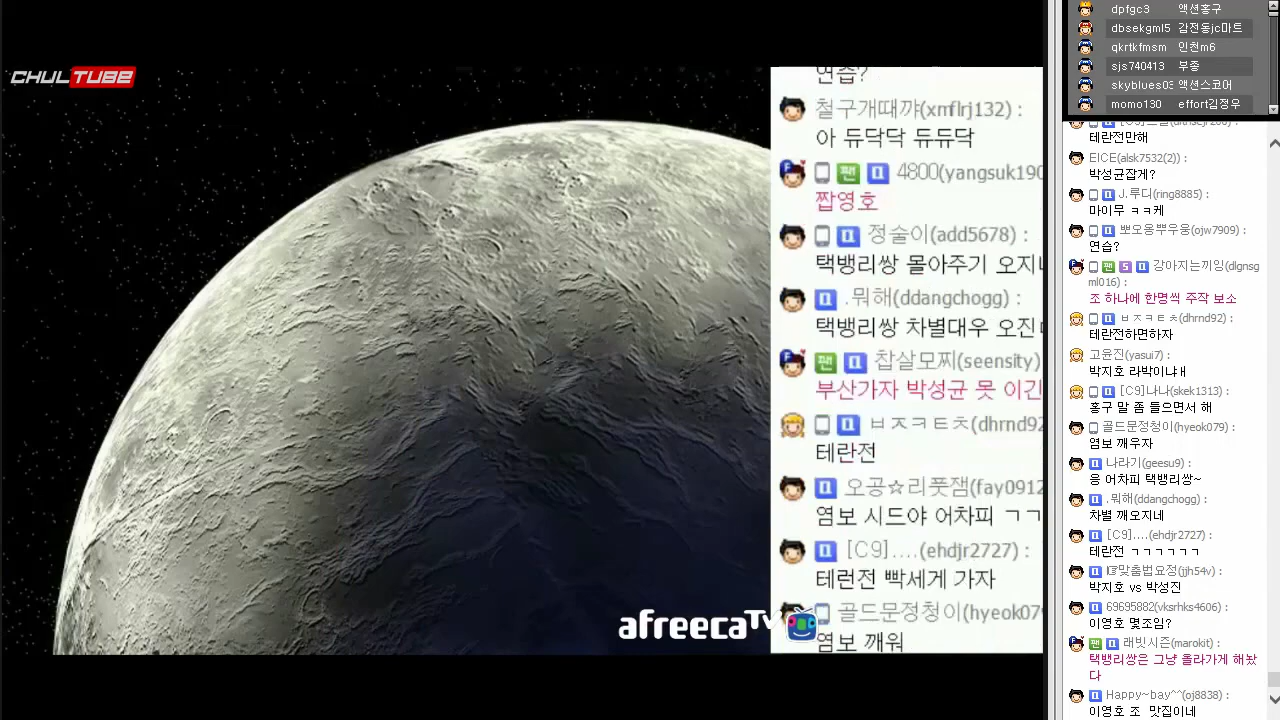 CHULTUBE
연습?
철구개때꺄(xmflrj132) :
아 듀닥닥 듀듀닥
팬 4800(yangsuk190
짭영호
정술이(add5678) :
택뱅리쌍 몰아주기 오지
.뭐해(ddangchogg) :
택뱅리쌍 차별대우 오진
팬 찹살모찌(seensity)
부산가자 박성균 못 이긴
ㅂㅈㅋㅌㅊ(dhrnd92
테란전
오공☆리풋잼(fay0912
염보 시드야 어차피 ㄱㄱ
[C9]....(ehdjr2727) :
테런전 빡세게 가자
골드문정청이(hyeok079
염보 깨워
afreecaTV
dpfgc3 액션홍구
dbsekgml5 감전동jc마트
qkrtkfmsm 인천m6
sjs740413 부종
skyblues03 액션스코어
momo130 effort김정우
테란전만해
EICE(alsk7532(2)) :
박성균잡게?
J.루니(ring8885) :
마이무 ㅋㅋ케
뽀오옹뿌우웅(ojw7909) :
연습?
팬 5 강아지는끼잉(dlgnsg
ml016) :
조 하나에 한명씩 주작 보소
ㅂㅈㅋㅌㅊ(dhrnd92) :
테란전하면하자
고윤진(yasui7) :
박지호 라박이냐ㅐ
[C9]나나(skek1313) :
홍구 말 좀 들으면서 해
골드문정청이(hyeok079) :
염보 깨우자
나라기(geesu9) :
응 어차피 택뱅리쌍~
.뭐해(ddangchogg) :
차별 깨오지네
[C9]....(ehdjr2727) :
테란전 ㄱㄱㄱㄱㄱㄱ
맞춤법요정(jjh54v) :
박지호 vs 박성진
53695882(vksrhks4606) :
이영호 몇조임?
팬 래빗시즌(marokit) :
택뱅리쌍은 그냥 올라가게 해놨
다
Happy~bay^^(oj8838) :
이영호 조 맛집이네